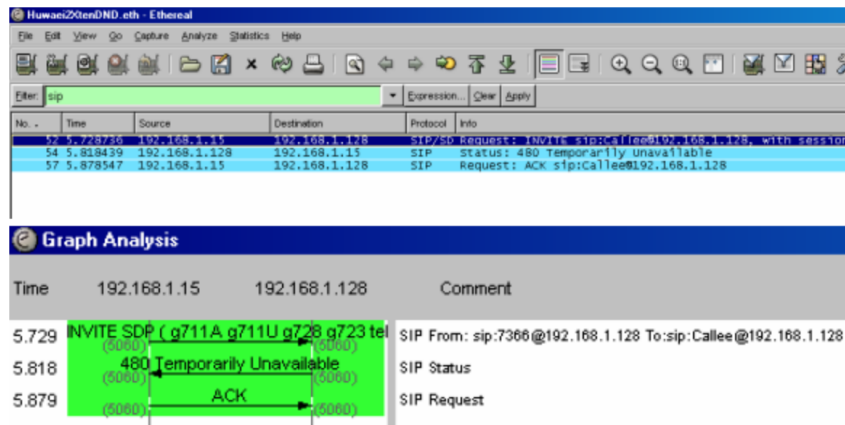 Huwaei2XtenDND.eth - Ethereal
File Edit View Go Capture Analyze Statistics Help
Filter: sip Expression... Clear Apply
No. - Time Source Destination Protocol Info
52 5.728736 192.168.1.15 192.168.1.128 SIP/SD Request: INVITE sip:Callee@192.168.1.128, with session
54 5.818439 192.168.1.128 192.168.1.15 SIP Status: 480 Temporarily Unavailable
57 5.878547 192.168.1.15 192.168.1.128 SIP Request: ACK sip:Callee@192.168.1.128
Graph Analysis
Time 192.168.1.15 192.168.1.128 Comment
5.729 INVITE SDP ( g711A g711U g728 g723 tel SIP From: sip:7366@192.168.1.128 To:sip:Callee@192.168.1.128
(5060) (5060)
5.818 480 Temporarily Unavailable SIP Status
(5060) (5060)
5.879 ACK SIP Request
(5060) (5060)